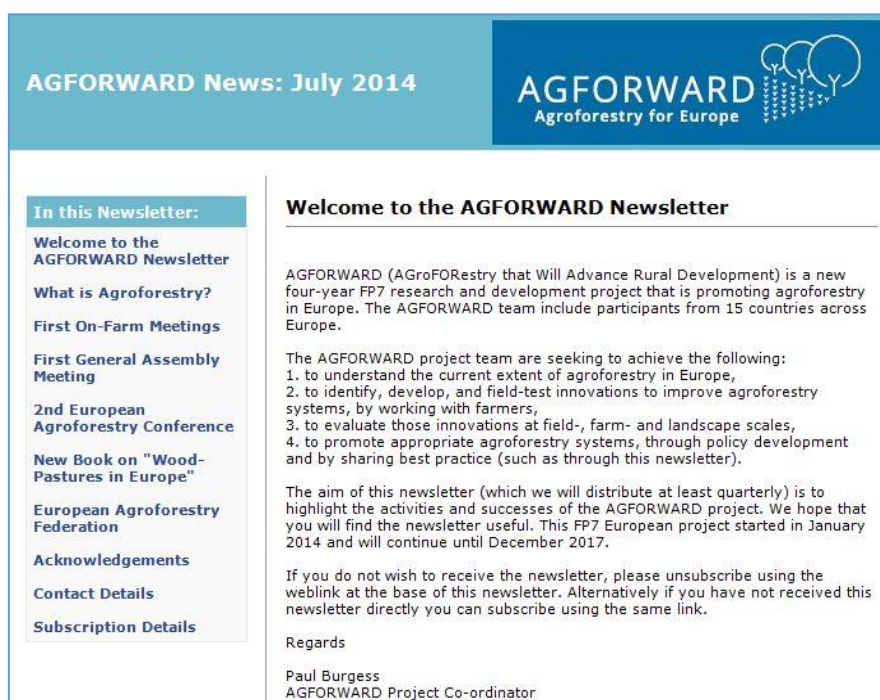 AGFORWARD News: July 2014
AGFORWARD
Agroforestry for Europe
In this Newsletter:
Welcome to the
AGFORWARD Newsletter
What is Agroforestry?
First On-Farm Meetings
First General Assembly
Meeting
2nd European
Agroforestry Conference
New Book on "Wood-
Pastures in Europe"
European Agroforestry
Federation
Acknowledgements
Contact Details
Subscription Details
Welcome to the AGFORWARD Newsletter
AGFORWARD (AGroFORestry that Will Advance Rural Development) is a new
four-year FP7 research and development project that is promoting agroforestry
in Europe. The AGFORWARD team include participants from 15 countries across
Europe.
The AGFORWARD project team are seeking to achieve the following:
1. to understand the current extent of agroforestry in Europe,
2. to identify, develop, and field-test innovations to improve agroforestry
systems, by working with farmers,
3. to evaluate those innovations at field-, farm- and landscape scales,
4. to promote appropriate agroforestry systems, through policy development
and by sharing best practice (such as through this newsletter).
The aim of this newsletter (which we will distribute at least quarterly) is to
highlight the activities and successes of the AGFORWARD project. We hope that
you will find the newsletter useful. This FP7 European project started in January
2014 and will continue until December 2017.
If you do not wish to receive the newsletter, please unsubscribe using the
weblink at the base of this newsletter. Alternatively if you have not received this
newsletter directly you can subscribe using the same link.
Regards
Paul Burgess
AGFORWARD Project Co-ordinator